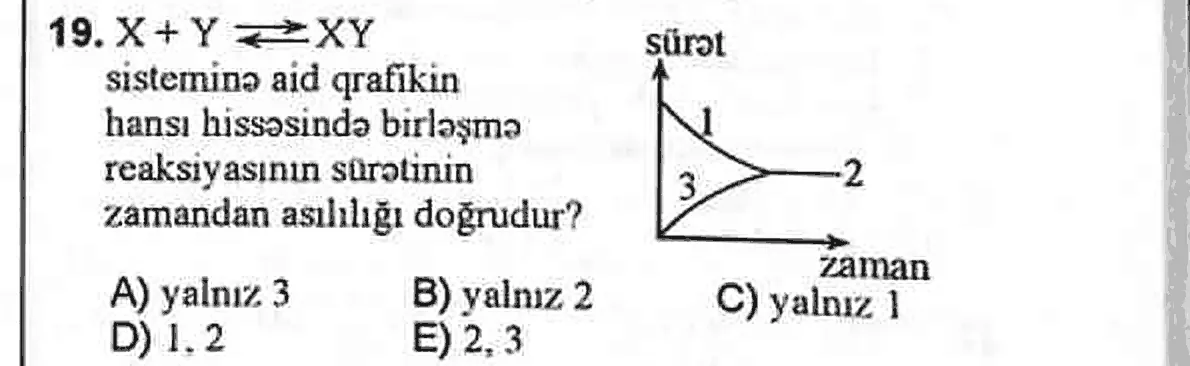 19. X + Y ⇄ XY
sisteminə aid qrafikin
hansı hissəsində birləşmə
reaksiyasının sürətinin
zamandan asılılığı doğrudur?
sürət
1
2
3
zaman
A) yalnız 3 B) yalnız 2 C) yalnız 1
D) 1, 2 E) 2, 3